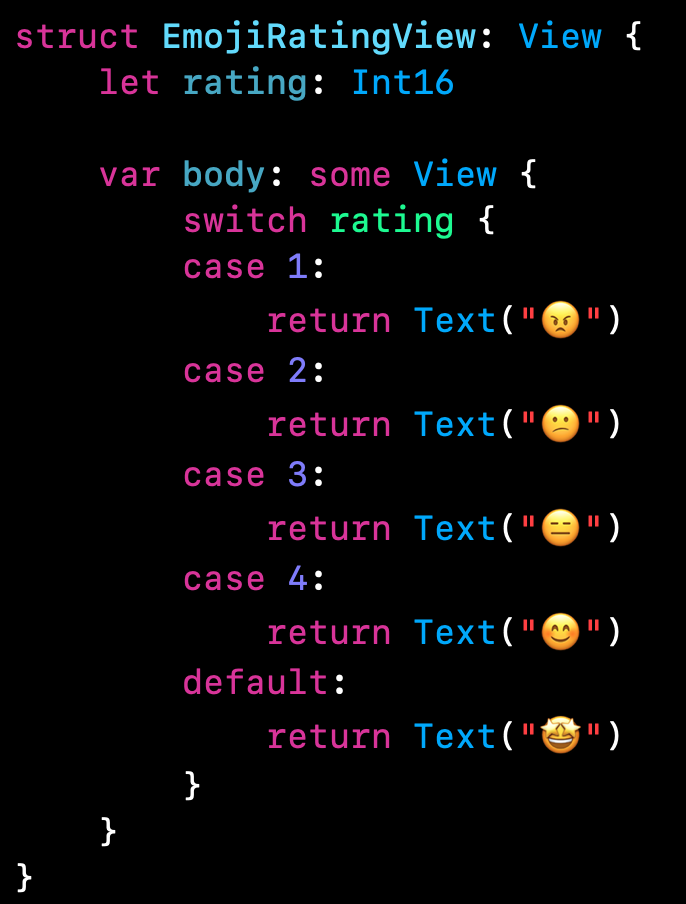 struct EmojiRatingView: View {
    let rating: Int16

    var body: some View {
        switch rating {
        case 1:
            return Text("😠")
        case 2:
            return Text("😕")
        case 3:
            return Text("😑")
        case 4:
            return Text("😊")
        default:
            return Text("🤩")
        }
    }
}